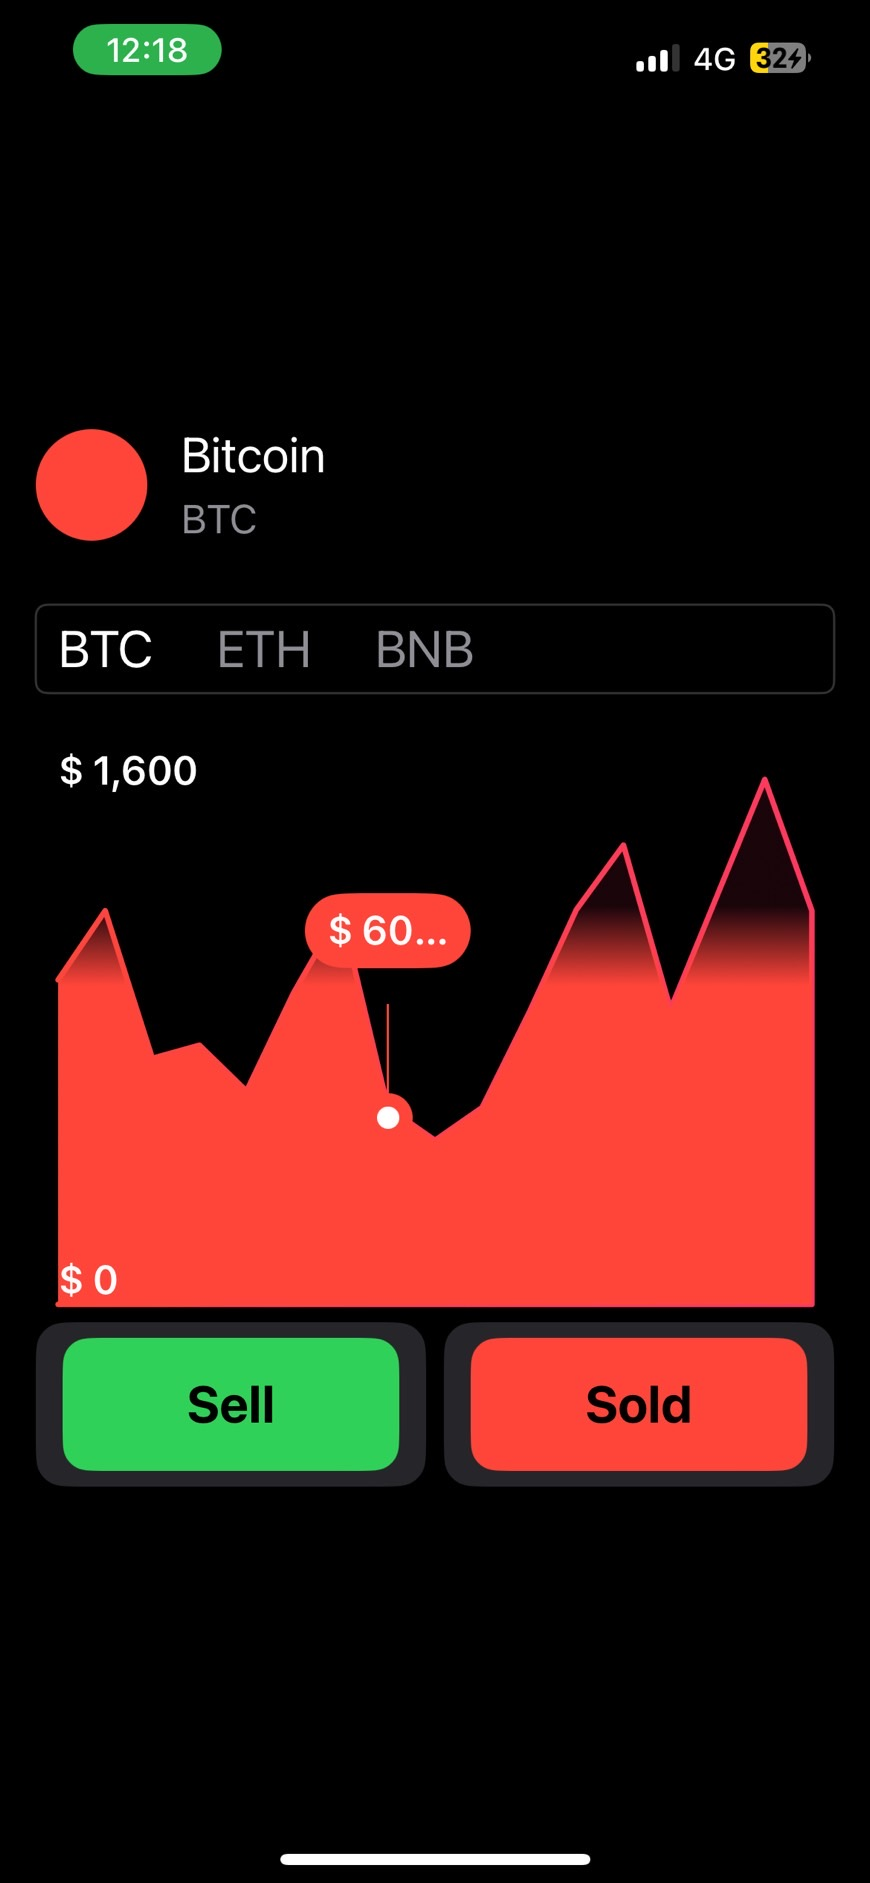 12:18
4G 32
Bitcoin
BTC
BTC ETH BNB
$ 1,600
$ 60...
$ 0
Sell Sold